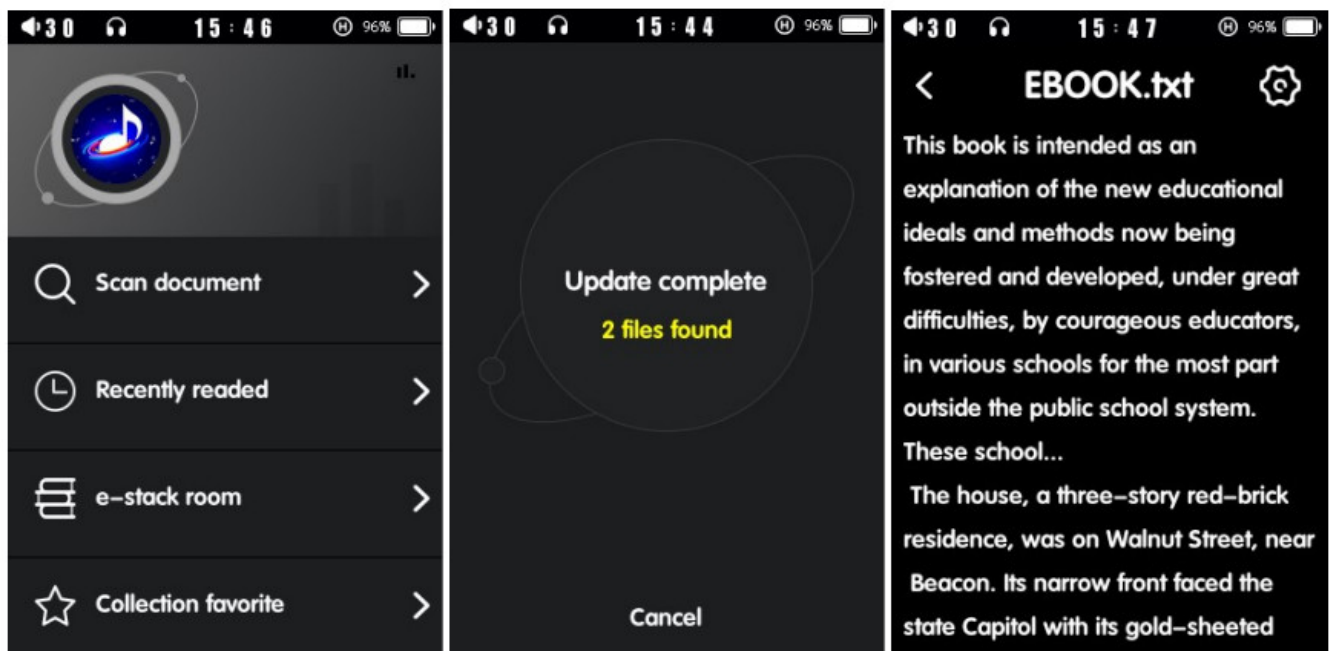 30 15:46 H 96%
Scan document
Recently readed
e-stack room
Collection favorite
30 15:44 H 96%
Update complete
2 files found
Cancel
30 15:47 H 96%
EBOOK.txt
This book is intended as an
explanation of the new educational
ideals and methods now being
fostered and developed, under great
difficulties, by courageous educators,
in various schools for the most part
outside the public school system.
These school...
The house, a three-story red-brick
residence, was on Walnut Street, near
Beacon. Its narrow front faced the
state Capitol with its gold-sheeted